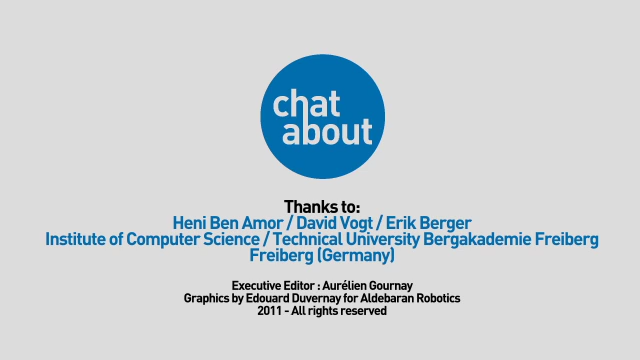 chat
about
Thanks to:
Heni Ben Amor / David Vogt / Erik Berger
Institute of Computer Science / Technical University Bergakademie Freiberg
Freiberg (Germany)
Executive Editor : Aurélien Gournay
Graphics by Edouard Duvernay for Aldebaran Robotics
2011 - All rights reserved